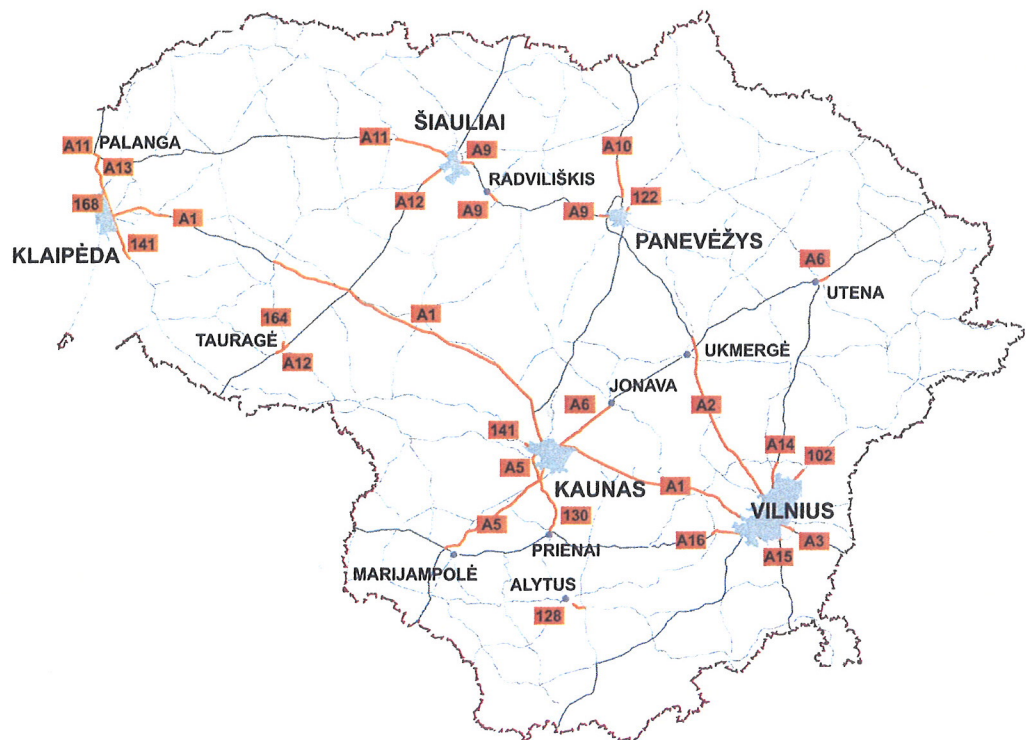 ŠIAULIAI
A11
PALANGA
A11
A9
A10
A13
RADVILIŠKIS
168
A12
A9
A9
122
A1
PANEVĖŽYS
KLAIPĖDA
141
A6
UTENA
164
A1
TAURAGĖ
A12
UKMERGĖ
JONAVA
A6
A2
141
A14
102
A5
KAUNAS
A1
VILNIUS
A5
130
A16
A3
PRIENAI
A15
MARIJAMPOLĖ
ALYTUS
128